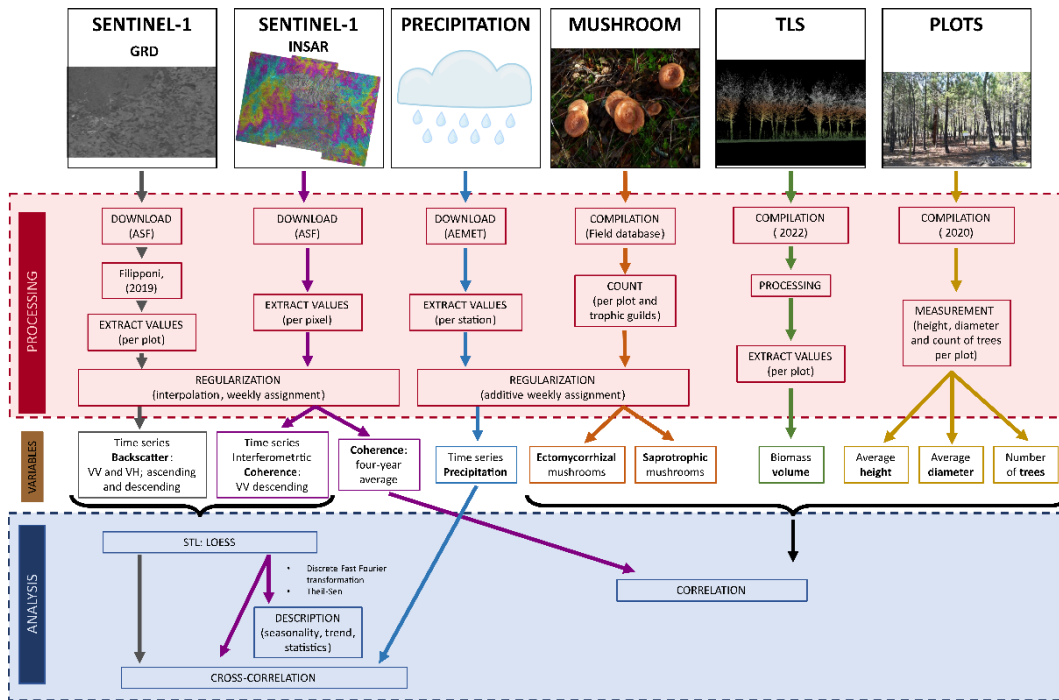 SENTINEL-1
GRD
SENTINEL-1
INSAR
PRECIPITATION
MUSHROOM
TLS
PLOTS
PROCESSING
DOWNLOAD
(ASF)
DOWNLOAD
(ASF)
DOWNLOAD
(AEMET)
COMPILATION
(Field database)
COMPILATION
( 2022)
COMPILATION
( 2020)
Filipponi,
(2019)
COUNT
(per plot and
trophic guilds)
PROCESSING
EXTRACT VALUES
(per plot)
EXTRACT VALUES
(per pixel)
EXTRACT VALUES
(per station)
EXTRACT VALUES
(per plot)
MEASUREMENT
(height, diameter
and count of trees
per plot)
REGULARIZATION
(interpolation, weekly assignment)
REGULARIZATION
(additive weekly assignment)
VARIABLES
Time series
Backscatter:
VV and VH; ascending
and descending
Time series
Interferometric
Coherence:
VV descending
Coherence:
four-year
average
Time series
Precipitation
Ectomycorrhizal
mushrooms
Saprotrophic
mushrooms
Biomass
volume
Average
height
Average
diameter
Number
of trees
ANALYSIS
STL: LOESS
• Discrete Fast Fourier
transformation
• Theil-Sen
DESCRIPTION
(seasonality, trend,
statistics)
CORRELATION
CROSS-CORRELATION